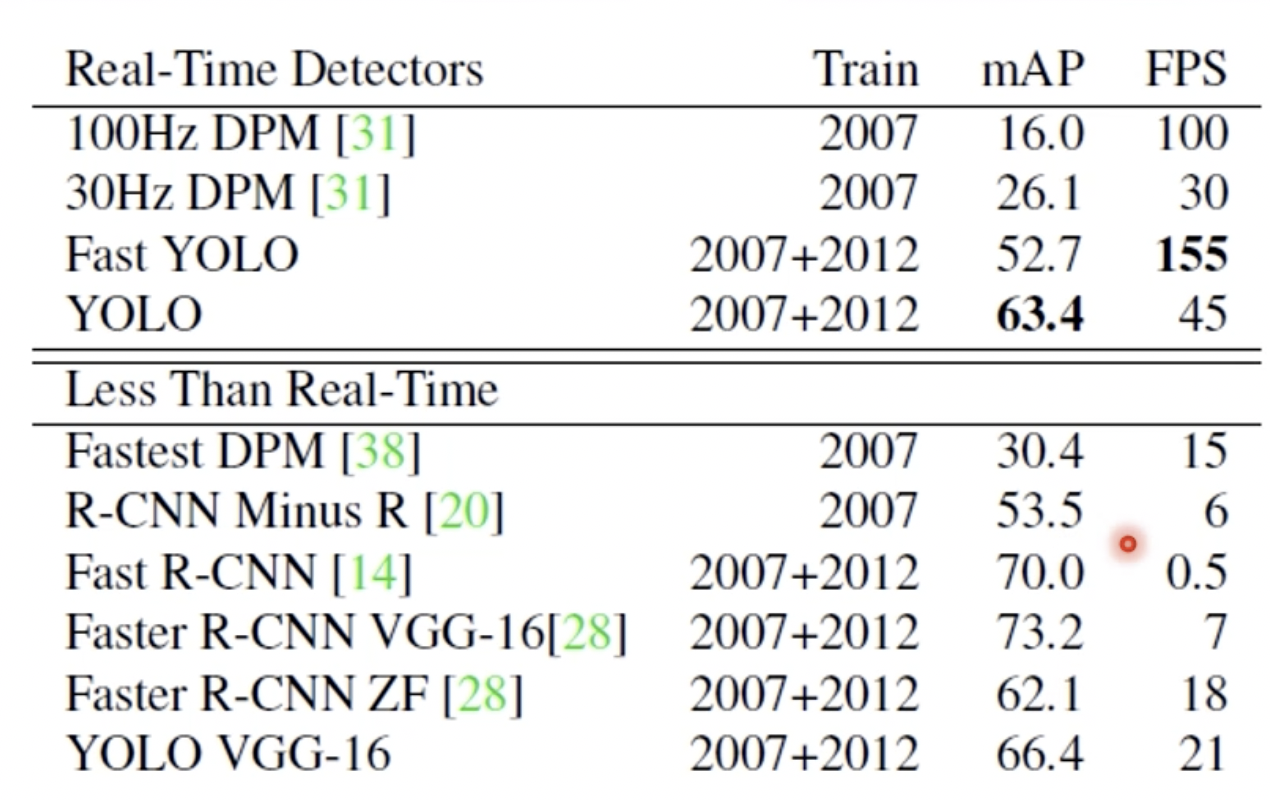 Real-Time Detectors Train mAP FPS
100Hz DPM [31] 2007 16.0 100
30Hz DPM [31] 2007 26.1 30
Fast YOLO 2007+2012 52.7 155
YOLO 2007+2012 63.4 45
Less Than Real-Time
Fastest DPM [38] 2007 30.4 15
R-CNN Minus R [20] 2007 53.5 6
Fast R-CNN [14] 2007+2012 70.0 0.5
Faster R-CNN VGG-16[28] 2007+2012 73.2 7
Faster R-CNN ZF [28] 2007+2012 62.1 18
YOLO VGG-16 2007+2012 66.4 21